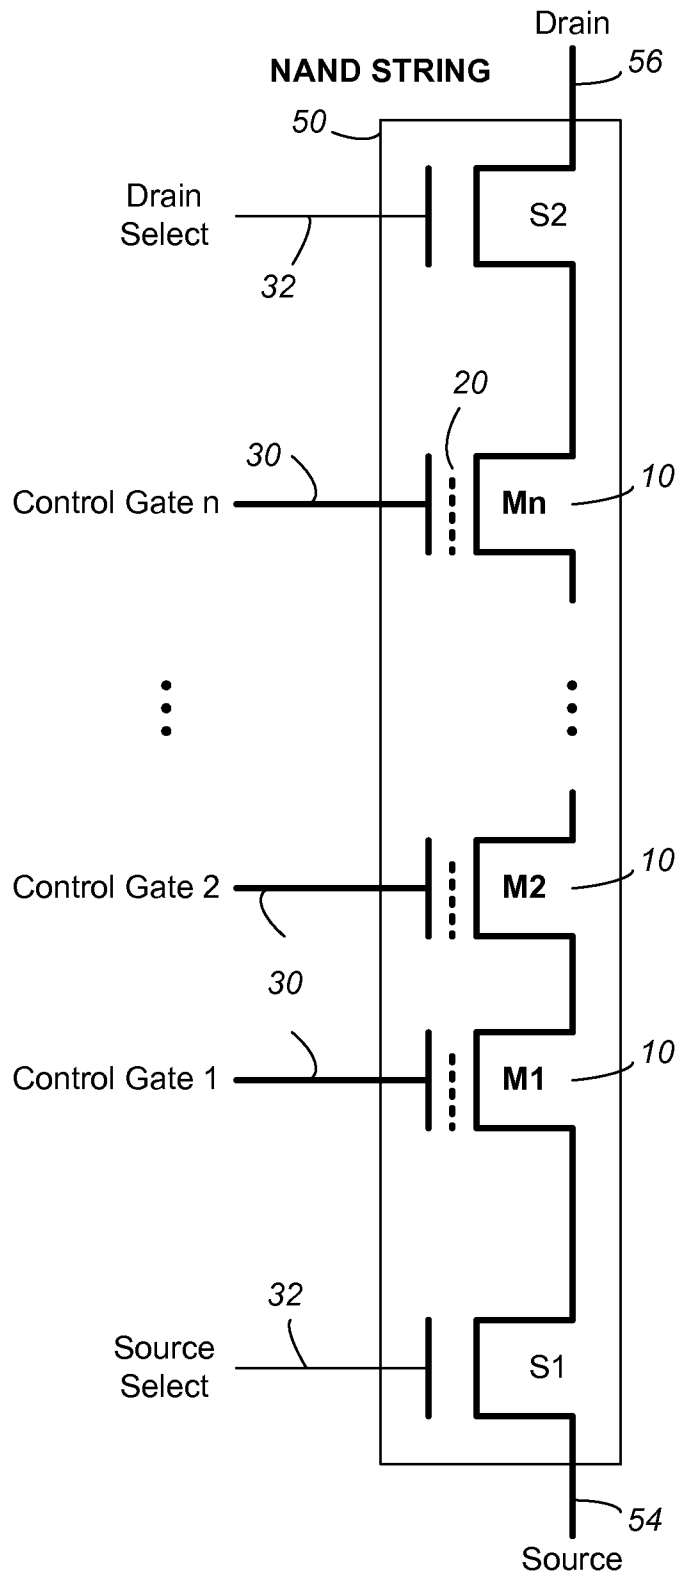 Drain
NAND STRING
56
50
Drain
Select
S2
32
20
30
10
Control Gate n
Mn
10
Control Gate 2
M2
30
10
Control Gate 1
M1
32
Source
Select
S1
54
Source